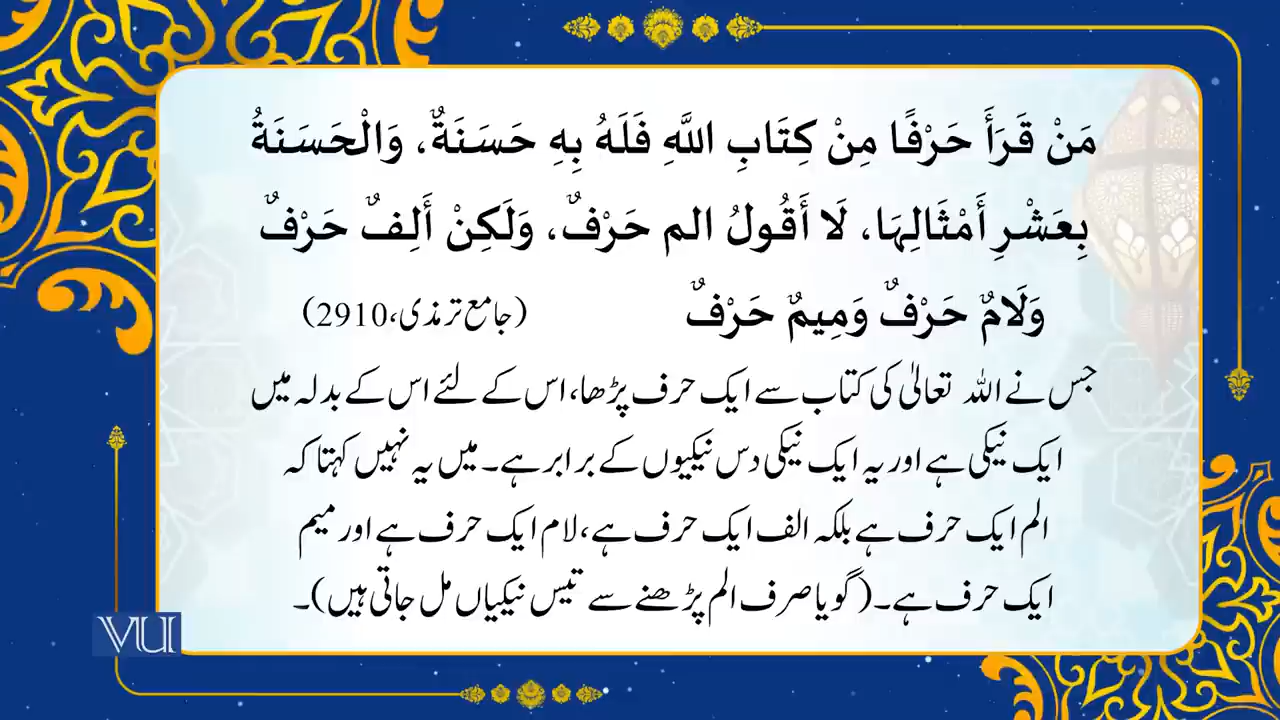 مَنْ قَرَأَ حَرْفًا مِنْ كِتَابِ اللَّهِ فَلَهُ بِهِ حَسَنَةٌ، وَالْحَسَنَةُ
بِعَشْرِ أَمْثَالِهَا، لَا أَقُولُ الم حَرْفٌ، وَلَكِنْ أَلِفٌ حَرْفٌ
وَلَامٌ حَرْفٌ وَمِيمٌ حَرْفٌ (جامع ترمذی، 2910)
جس نے اللہ تعالیٰ کی کتاب سے ایک حرف پڑھا، اس کے لئے اس کے بدلہ میں
ایک نیکی ہے اور یہ ایک نیکی دس نیکیوں کے برابر ہے۔ میں یہ نہیں کہتا کہ
الم ایک حرف ہے بلکہ الف ایک حرف ہے، لام ایک حرف ہے اور میم
ایک حرف ہے۔ (گویا صرف الم پڑھنے سے تیس نیکیاں مل جاتی ہیں)۔
VU